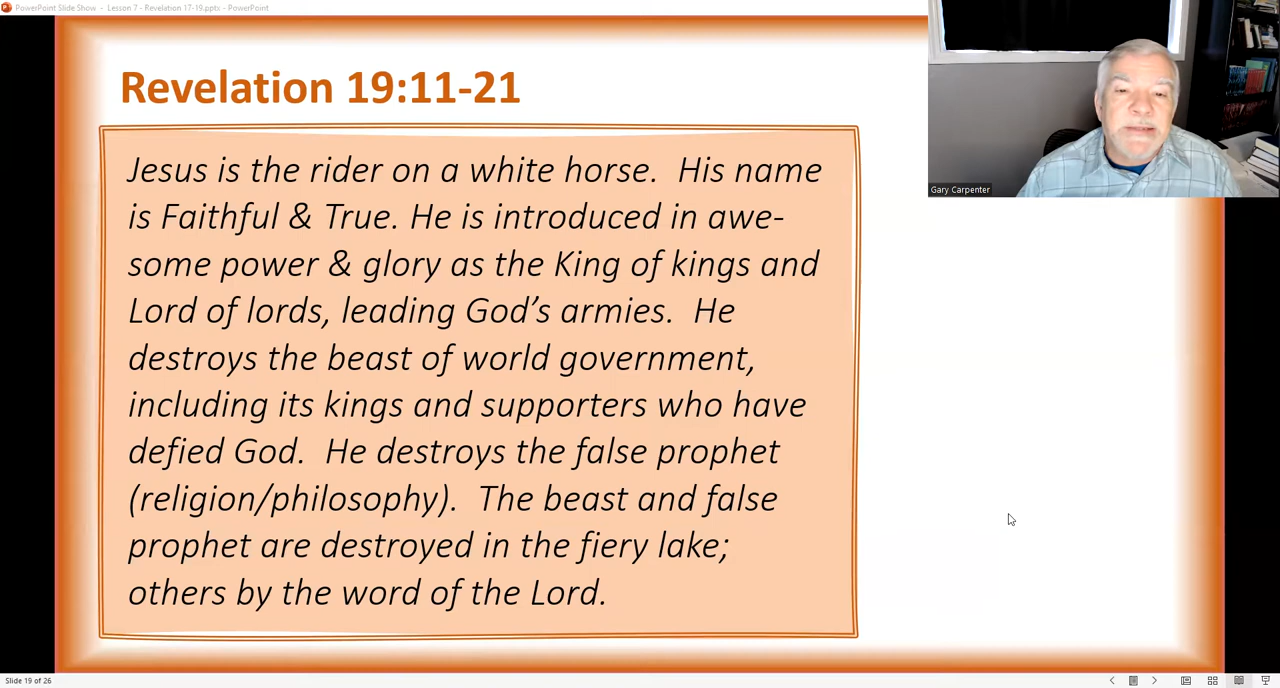 PowerPoint Slide Show - Lesson 7 - Revelation 17-19.ppts - PowerPoint
Gary Carpenter
Revelation 19:11-21
Jesus is the rider on a white horse. His name
is Faithful & True. He is introduced in awe-
some power & glory as the King of kings and
Lord of lords, leading God's armies. He
destroys the beast of world government,
including its kings and supporters who have
defied God. He destroys the false prophet
(religion/philosophy). The beast and false
prophet are destroyed in the fiery lake;
others by the word of the Lord.
Slide 19 of 26